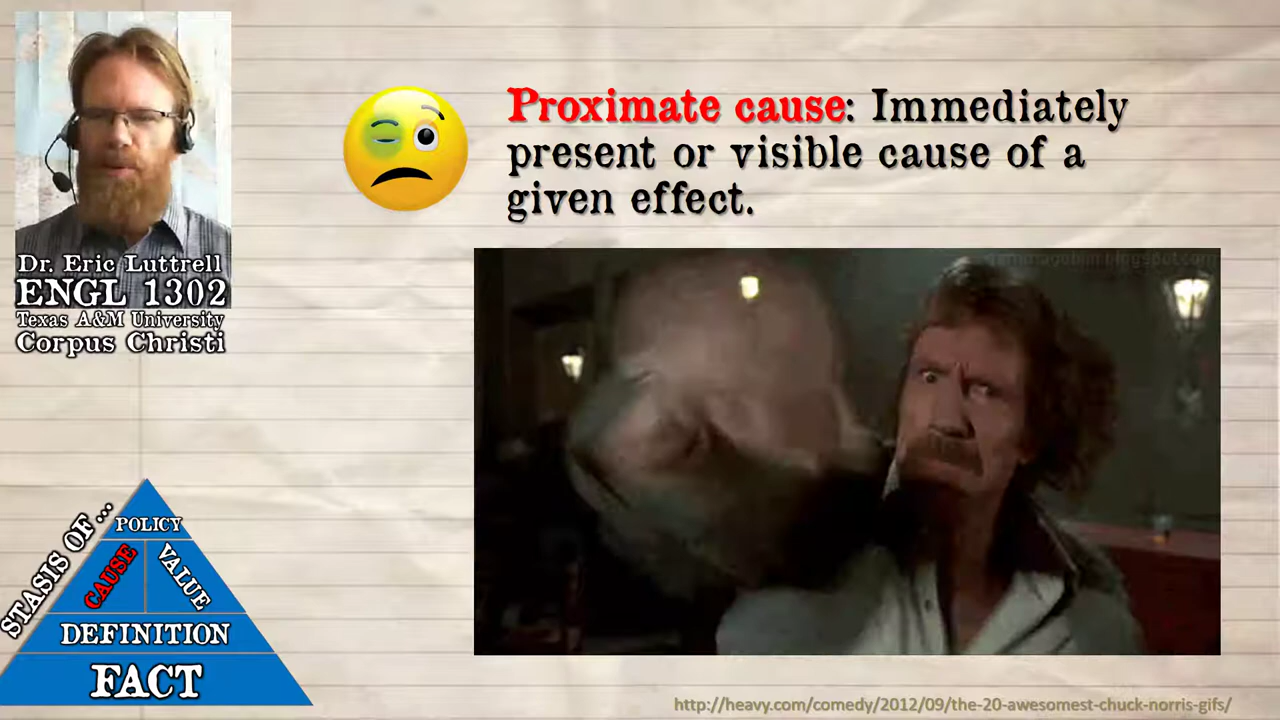 Proximate cause: Immediately
present or visible cause of a
given effect.
Dr. Eric Luttrell
ENGL 1302
Texas A&M University
Corpus Christi
STASIS OF...
POLICY
CAUSE
VALUE
DEFINITION
FACT
http://heavy.com/comedy/2012/09/the-20-awesomest-chuck-norris-gifs/